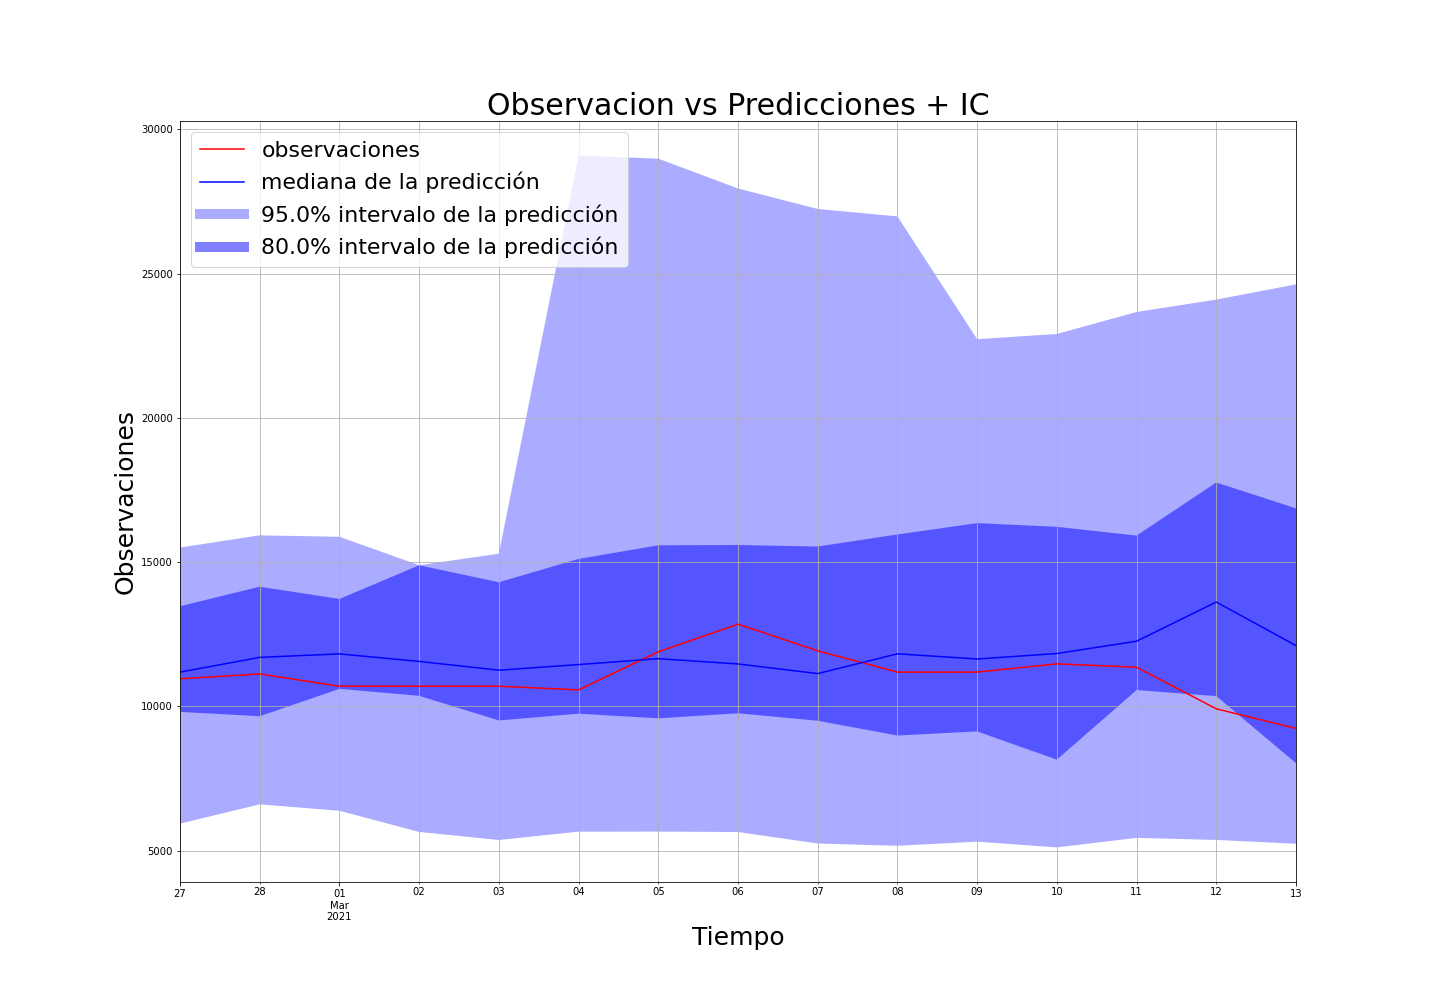 Observacion vs Predicciones + IC
observaciones
mediana de la predicción
95.0% intervalo de la predicción
80.0% intervalo de la predicción
Observaciones
30000
25000
20000
15000
10000
5000
27 28 01 02 03 04 05 06 07 08 09 10 11 12 13
Mar
2021
Tiempo